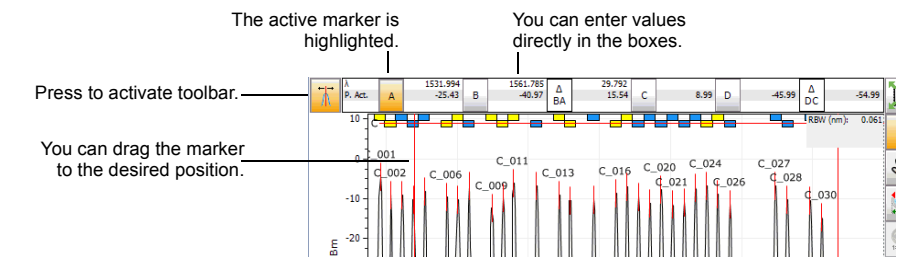 The active marker is
highlighted.
You can enter values
directly in the boxes.
Press to activate toolbar.
λ 1531.994 1561.785 Δ 29.792 Δ
P. Act. A -25.43 B -40.97 BA 15.54 C 8.99 D -45.99 DC -54.99
You can drag the marker
to the desired position.
10
C
RBW (nm): 0.061
0
C_001
C_002
C_006
C_009
C_011
C_013
C_016
C_020
C_021
C_024
C_026
C_027
C_028
C_030
-10
-20
Bm